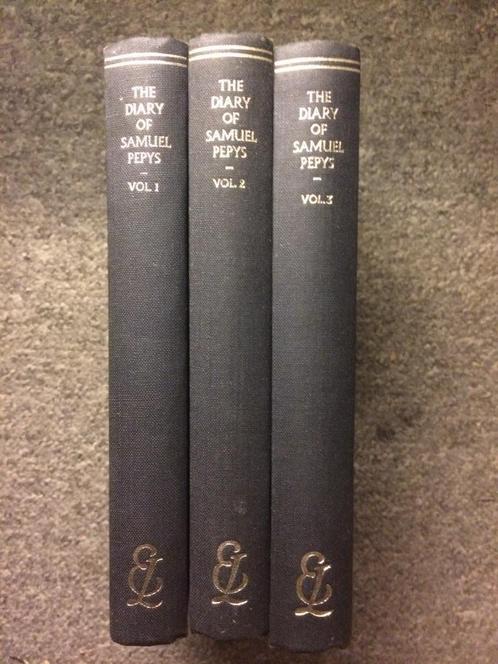 THE
DIARY
OF
SAMUEL
PEPYS
VOL 1
THE
DIARY
OF
SAMUEL
PEPYS
VOL. 2
THE
DIARY
OF
SAMUEL
PEPYS
VOL. 3
EL
EL
EL